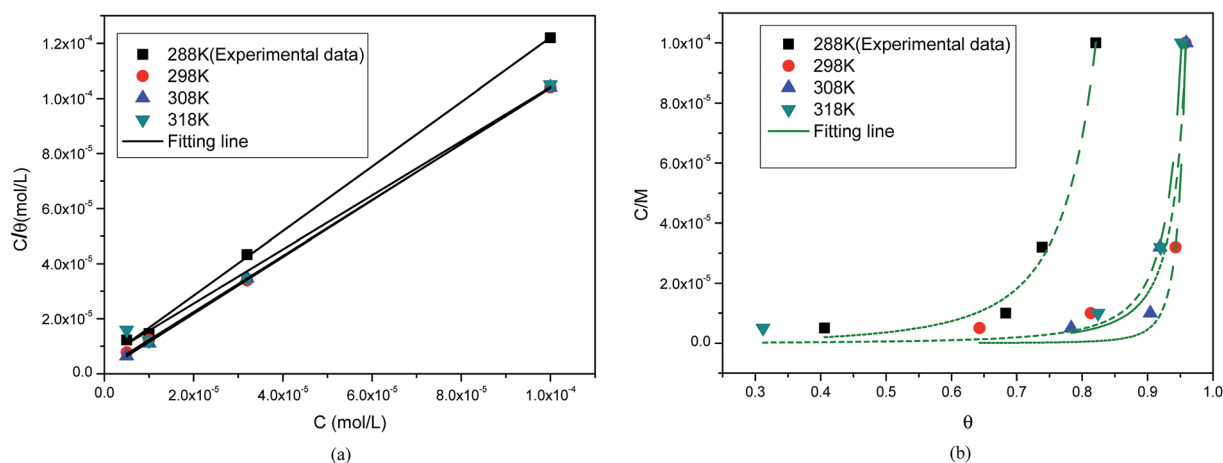 1.2x10⁻⁴
1.0x10⁻⁴
8.0x10⁻⁵
6.0x10⁻⁵
4.0x10⁻⁵
2.0x10⁻⁵
0.0
C/θ(mol/L)
288K(Experimental data)
298K
308K
318K
Fitting line
2.0x10⁻⁵ 4.0x10⁻⁵ 6.0x10⁻⁵ 8.0x10⁻⁵ 1.0x10⁻⁴
C (mol/L)
(a)
1.0x10⁻⁴
8.0x10⁻⁵
6.0x10⁻⁵
4.0x10⁻⁵
2.0x10⁻⁵
0.0
C/M
288K(Experimental data)
298K
308K
318K
Fitting line
0.3 0.4 0.5 0.6 0.7 0.8 0.9 1.0
θ
(b)